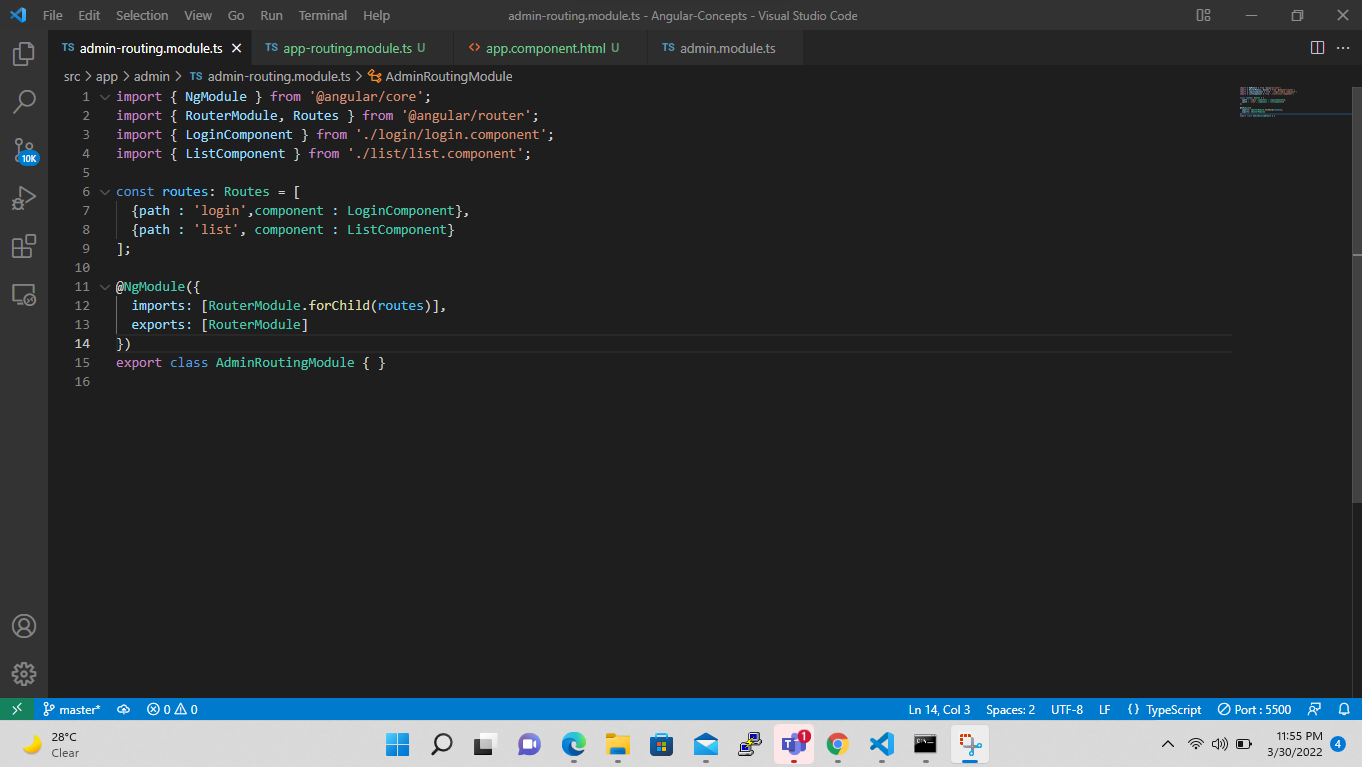 File Edit Selection View Go Run Terminal Help admin-routing.module.ts - Angular-Concepts - Visual Studio Code
TS admin-routing.module.ts TS app-routing.module.ts U <> app.component.html U TS admin.module.ts
src > app > admin > TS admin-routing.module.ts > AdminRoutingModule
1 import { NgModule } from '@angular/core';
2 import { RouterModule, Routes } from '@angular/router';
3 import { LoginComponent } from './login/login.component';
4 import { ListComponent } from './list/list.component';
5
6 const routes: Routes = [
7 {path : 'login',component : LoginComponent},
8 {path : 'list', component : ListComponent}
9 ];
10
11 @NgModule({
12 imports: [RouterModule.forChild(routes)],
13 exports: [RouterModule]
14 })
15 export class AdminRoutingModule { }
16
10K
master* 0 0 Ln 14, Col 3 Spaces: 2 UTF-8 LF {} TypeScript Port : 5500
28°C
Clear
1
11:55 PM
3/30/2022
4